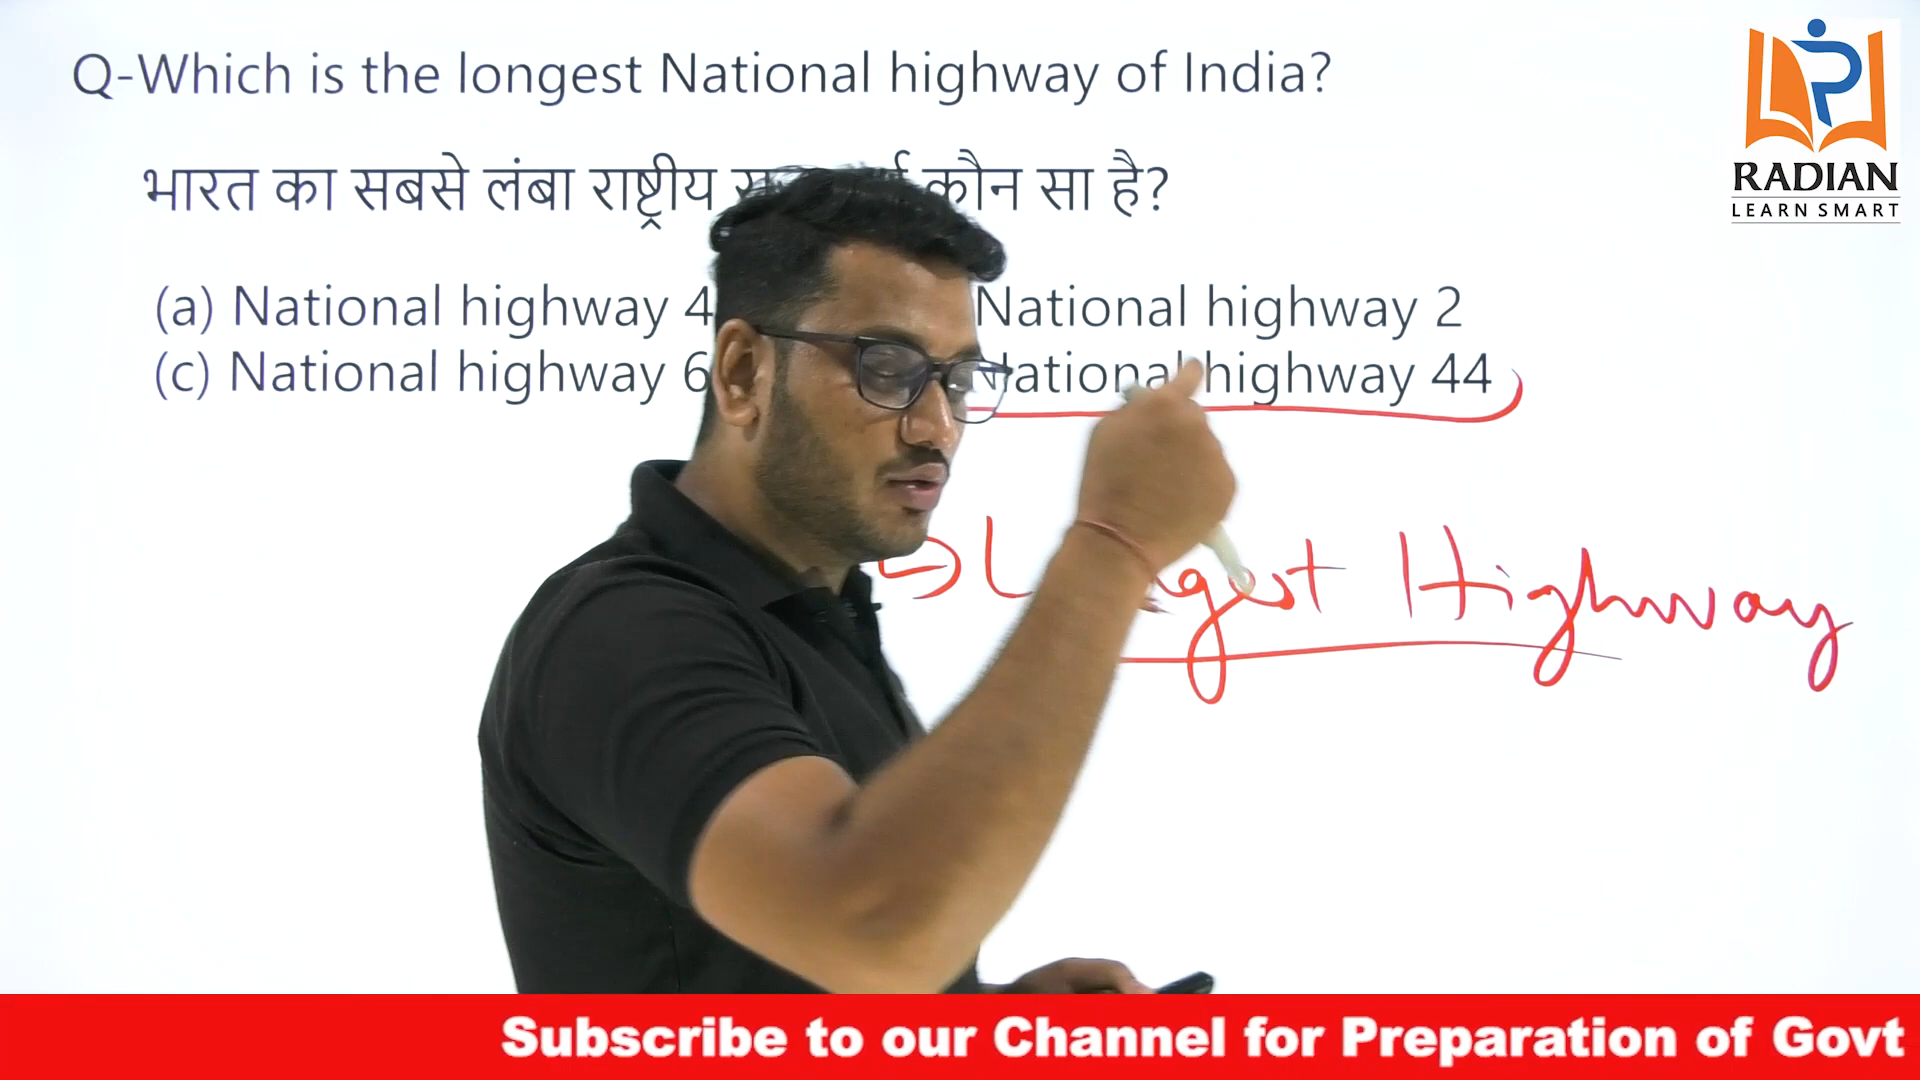 Q-Which is the longest National highway of India?
भारत का सबसे लंबा राष्ट्रीय कौन सा है?
(a) National highway 4 National highway 2
(c) National highway 6 National highway 44
Highway
RADIAN
LEARN SMART
Subscribe to our Channel for Preparation of Govt